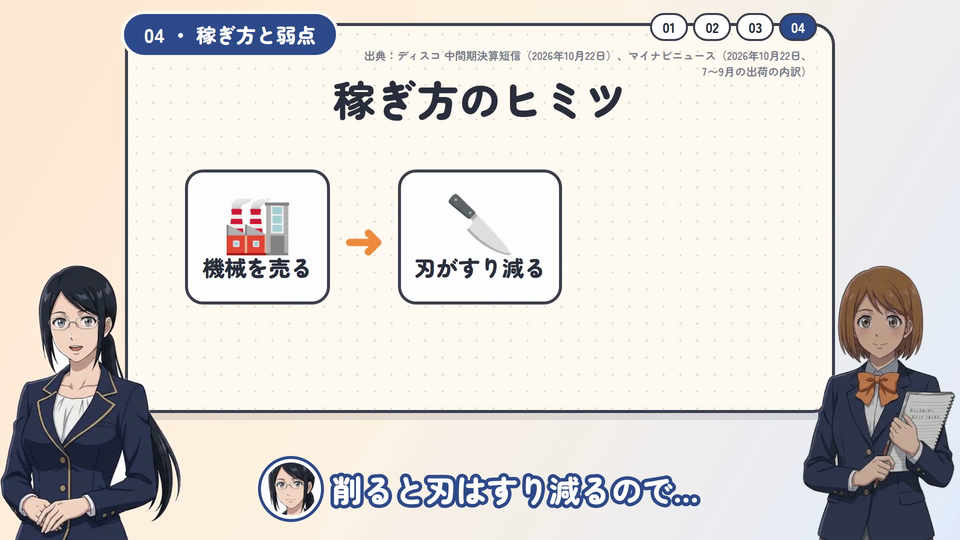 04 ・ 稼ぎ方と弱点
01 02 03 04
出典：ディスコ 中間期決算短信（2026年10月22日）、マイナビニュース（2026年10月22日、
7～9月の出荷の内訳）
稼ぎ方のヒミツ
機械を売る
刃がすり減る
削ると刃はすり減るので…